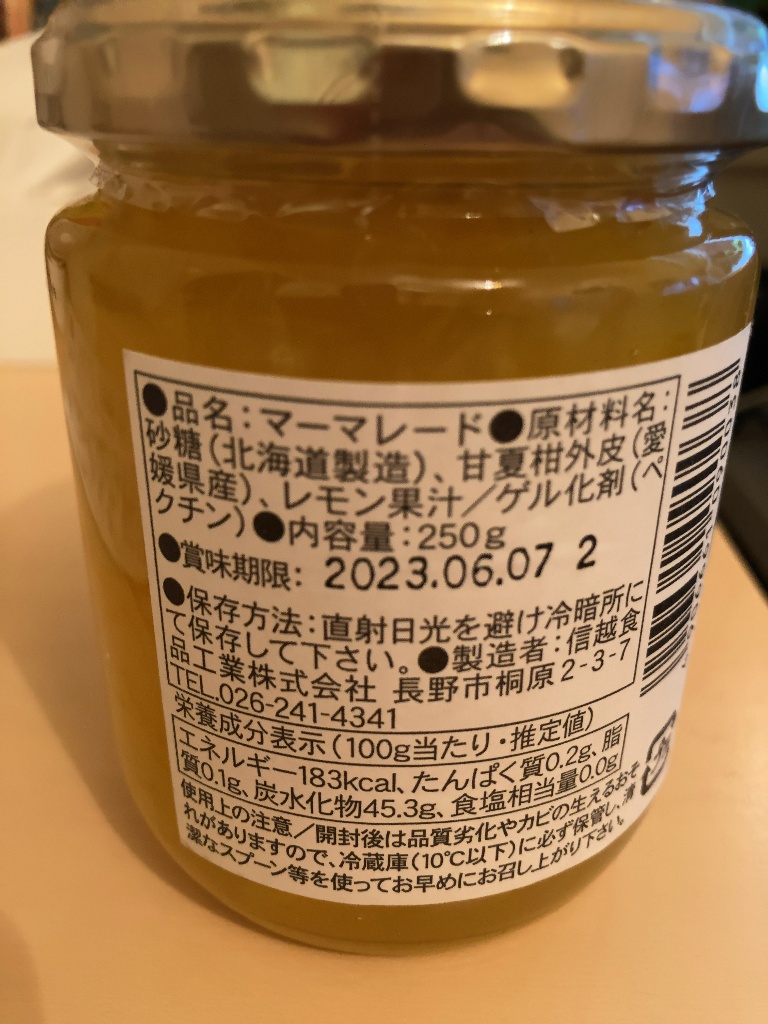 ●品名：マーマレード●原材料名：
砂糖（北海道製造）、甘夏柑外皮（愛
媛県産）、レモン果汁／ゲル化剤（ペ
クチン）●内容量：250g
●賞味期限：2023.06.07 2
●保存方法：直射日光を避け冷暗所に
て保存して下さい。●製造者：信越食
品工業株式会社 長野市桐原2-3-7
TEL.026-241-4341
栄養成分表示（100g当たり・推定値）
エネルギー183kcal、たんぱく質0.2g、脂
質0.1g、炭水化物45.3g、食塩相当量0.0g
使用上の注意／開封後は品質劣化やカビの生えるおそ
れがありますので、冷蔵庫（10℃以下）に必ず保管し、清
潔なスプーン等を使ってお早めにお召し上がり下さい。